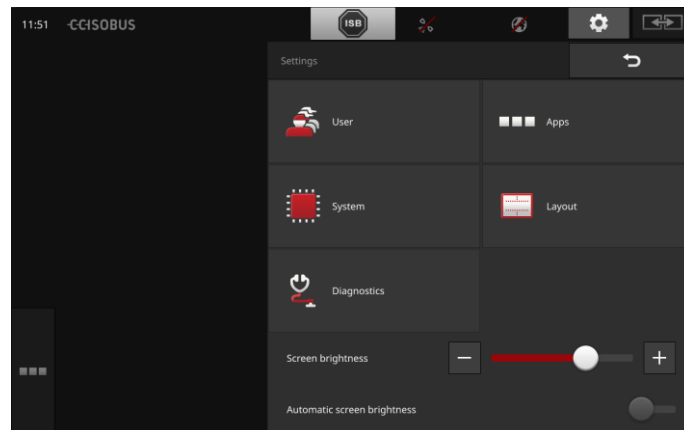 11:51 CCISOBUS ISB
Settings
User
Apps
System
Layout
Diagnostics
Screen brightness
Automatic screen brightness